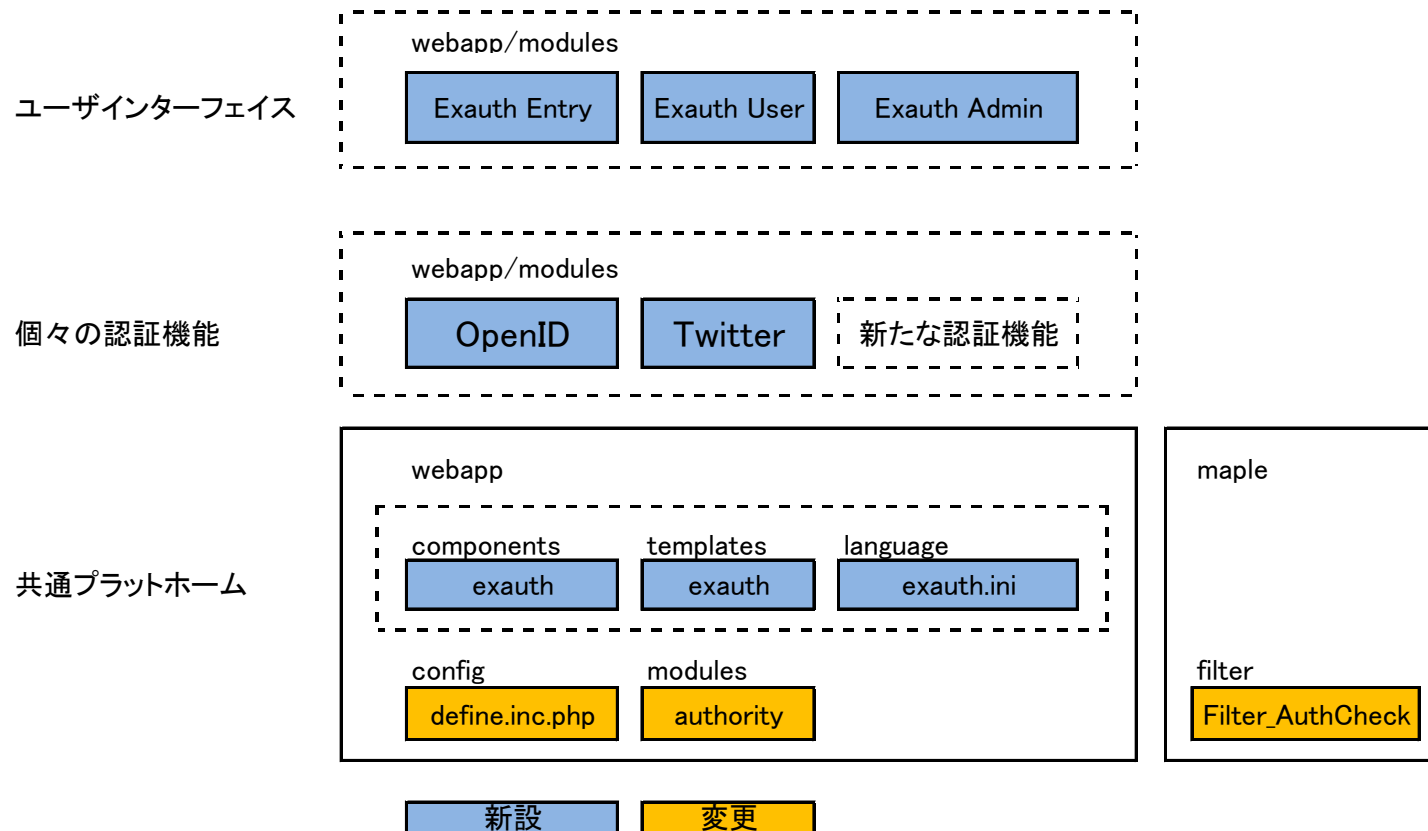 webapp/modules
ユーザインターフェイス
Exauth Entry
Exauth User
Exauth Admin
webapp/modules
個々の認証機能
OpenID
Twitter
新たな認証機能
webapp
maple
components
templates
language
共通プラットホーム
exauth
exauth
exauth.ini
config
modules
filter
define.inc.php
authority
Filter_AuthCheck
新設
変更